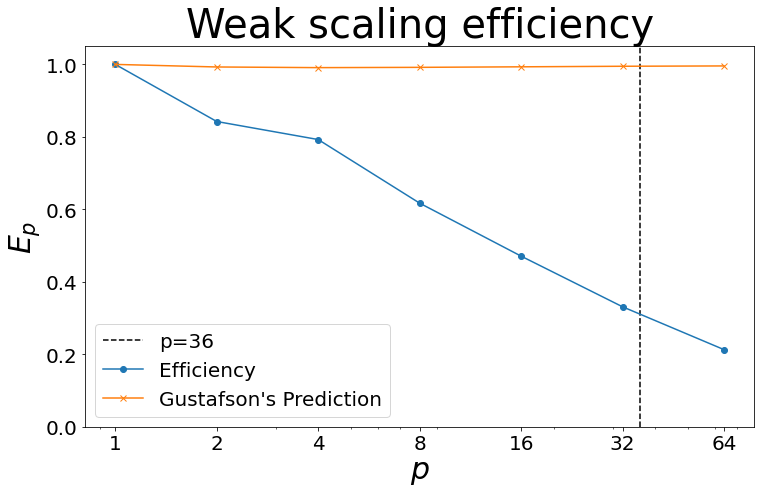 Weak scaling efficiency
1.0
0.8
0.6
0.4
0.2
0.0
E_p
p=36
Efficiency
Gustafson's Prediction
1 2 4 8 16 32 64
p